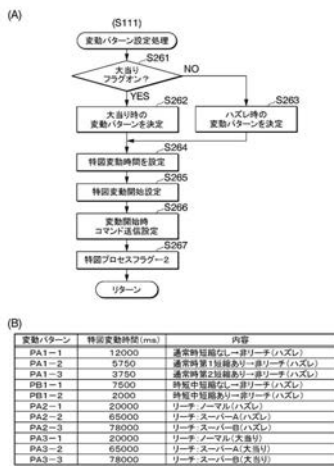 (A)
(S111)
変動パターン設定処理
S261
大当り
フラグオン?
NO
YES
S262
S263
大当り時の
変動パターンを決定
ハズレ時の
変動パターンを決定
S264
特図変動時間を設定
S265
特図変動開始設定
S266
変動開始時
コマンド送信設定
S267
特図プロセスフラグ←2
リターン
(B)
変動パターン 特図変動時間(ms) 内容
PA1-1 12000 通常時短縮なし→非リーチ(ハズレ)
PA1-2 5750 通常時第1短縮あり→非リーチ(ハズレ)
PA1-3 3750 通常時第2短縮あり→非リーチ(ハズレ)
PB1-1 7500 時短中短縮なし→非リーチ(ハズレ)
PB1-2 2000 時短中短縮あり→非リーチ(ハズレ)
PA2-1 20000 リーチ:ノーマル(ハズレ)
PA2-2 65000 リーチ:スーパーA(ハズレ)
PA2-3 78000 リーチ:スーパーB(ハズレ)
PA3-1 20000 リーチ:ノーマル(大当り)
PA3-2 65000 リーチ:スーパーA(大当り)
PA3-3 78000 リーチ:スーパーB(大当り)